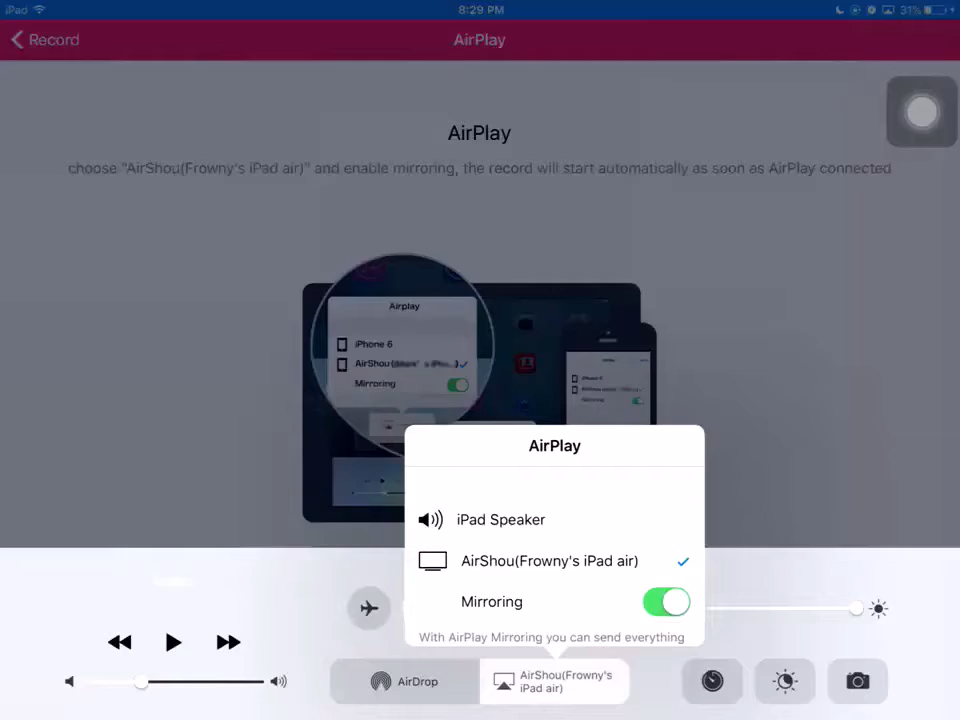 iPad
8:29 PM
31%
Record
AirPlay
AirPlay
choose "AirShou(Frowny's iPad air)" and enable mirroring, the record will start automatically as soon as AirPlay connected
Airplay
iPhone 6
AirShou(
Mirroring
AirPlay
iPad Speaker
AirShou(Frowny's iPad air)
Mirroring
With AirPlay Mirroring you can send everything
AirDrop
AirShou(Frowny's
iPad air)